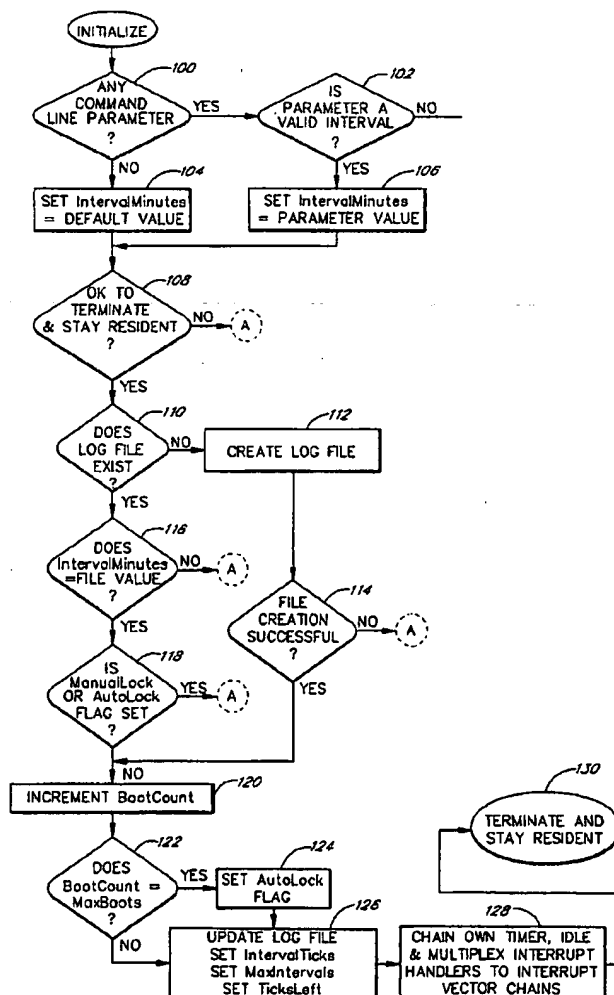 INITIALIZE
100
ANY
COMMAND
LINE PARAMETER
?
YES
NO
102
IS
PARAMETER A
VALID INTERVAL
?
NO
YES
104
SET IntervalMinutes
= DEFAULT VALUE
106
SET IntervalMinutes
= PARAMETER VALUE
108
OK TO
TERMINATE
& STAY RESIDENT
?
NO
A
YES
110
DOES
LOG FILE
EXIST
?
NO
YES
112
CREATE LOG FILE
116
DOES
IntervalMinutes
=FILE VALUE
?
NO
A
YES
114
FILE
CREATION
SUCCESSFUL
?
NO
A
YES
118
IS
ManualLock
OR AutoLock
FLAG SET
?
YES
A
NO
120
INCREMENT BootCount
122
DOES
BootCount =
MaxBoots
?
YES
NO
124
SET AutoLock
FLAG
126
UPDATE LOG FILE
SET IntervalTicks
SET MaxIntervals
SET TicksLeft
128
CHAIN OWN TIMER, IDLE
& MULTIPLEX INTERRUPT
HANDLERS TO INTERRUPT
VECTOR CHAINS
130
TERMINATE AND
STAY RESIDENT